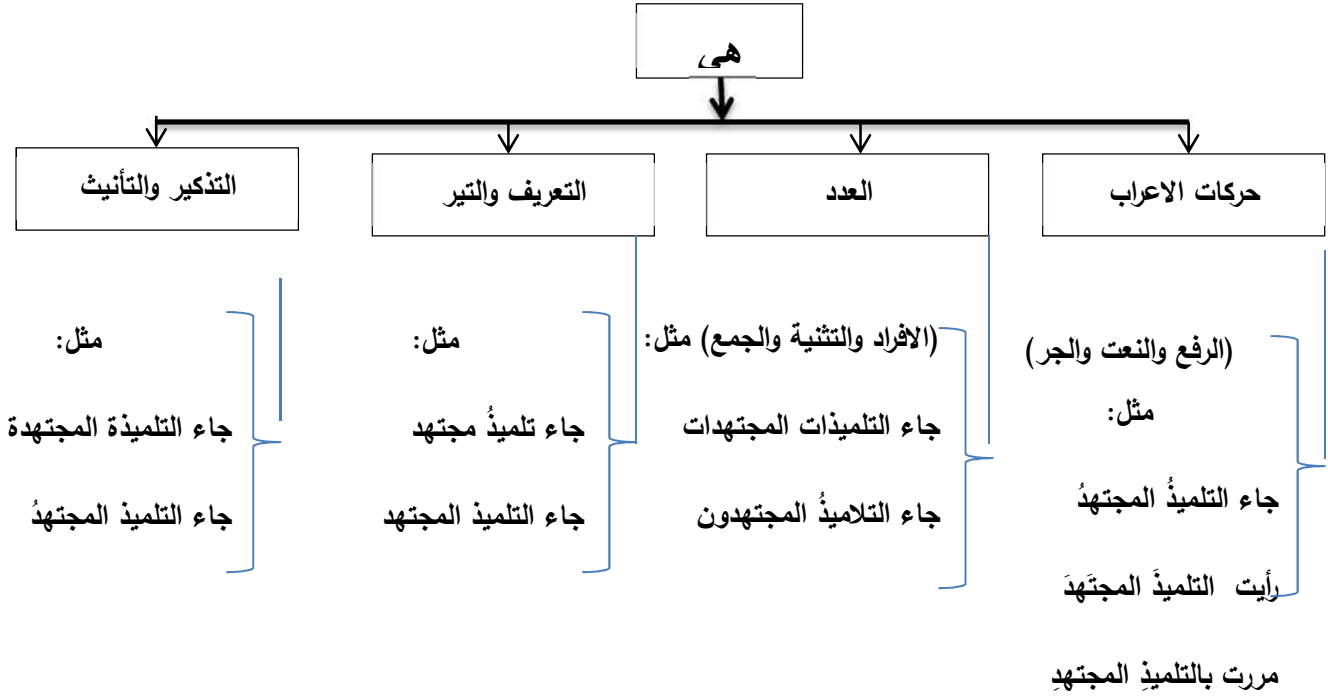 هي
حركات الاعراب
العدد
التعريف والتير
التذكير والتأنيث
(الرفع والنعت والجر)
مثل:
جاء التلميذُ المجتهدُ
رأيت التلميذَ المجتَهدَ
مررت بالتلميذِ المجتهدِ
(الافراد والتثنية والجمع) مثل:
جاء التلميذات المجتهدات
جاء التلاميذُ المجتهدون
مثل:
جاء تلميذُ مجتهد
جاء التلميذ المجتهد
مثل:
جاء التلميذة المجتهدة
جاء التلميذ المجتهدُ